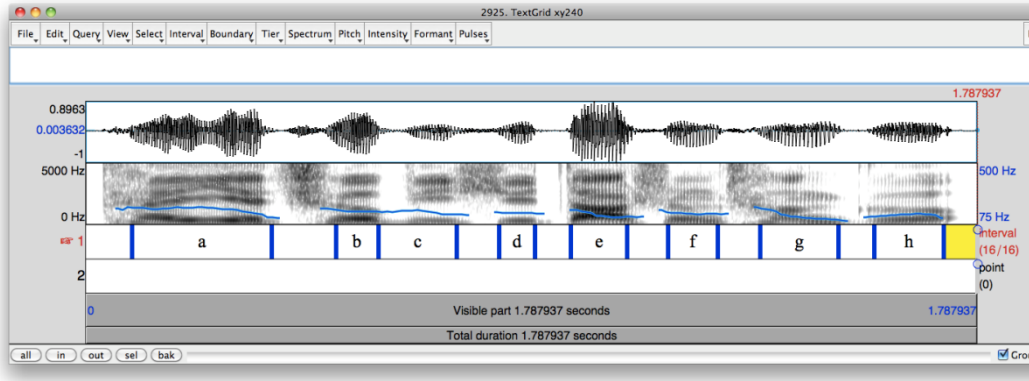 2925. TextGrid xy240
File Edit Query View Select Interval Boundary Tier Spectrum Pitch Intensity Formant Pulses
1.787937
0.8963
0.003632
-1
5000 Hz
500 Hz
0 Hz
75 Hz
1 a b c d e f g h interval
(16/16)
2 point
(0)
0 Visible part 1.787937 seconds 1.787937
Total duration 1.787937 seconds
all in out sel bak